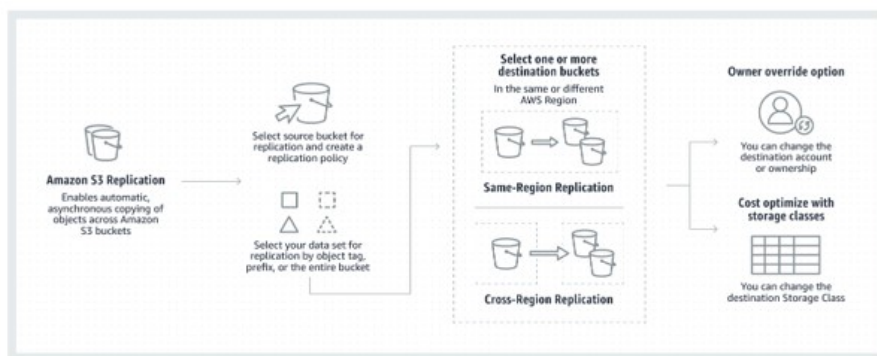 Amazon S3 Replication
Enables automatic,
asynchronous copying of
objects across Amazon
S3 buckets
Select source bucket for
replication and create a
replication policy
Select your data set for
replication by object tag,
prefix, or the entire bucket
Select one or more
destination buckets
In the same or different
AWS Region
Same-Region Replication
Cross-Region Replication
Owner override option
You can change the
destination account
or ownership
Cost optimize with
storage classes
You can change the
destination Storage Class